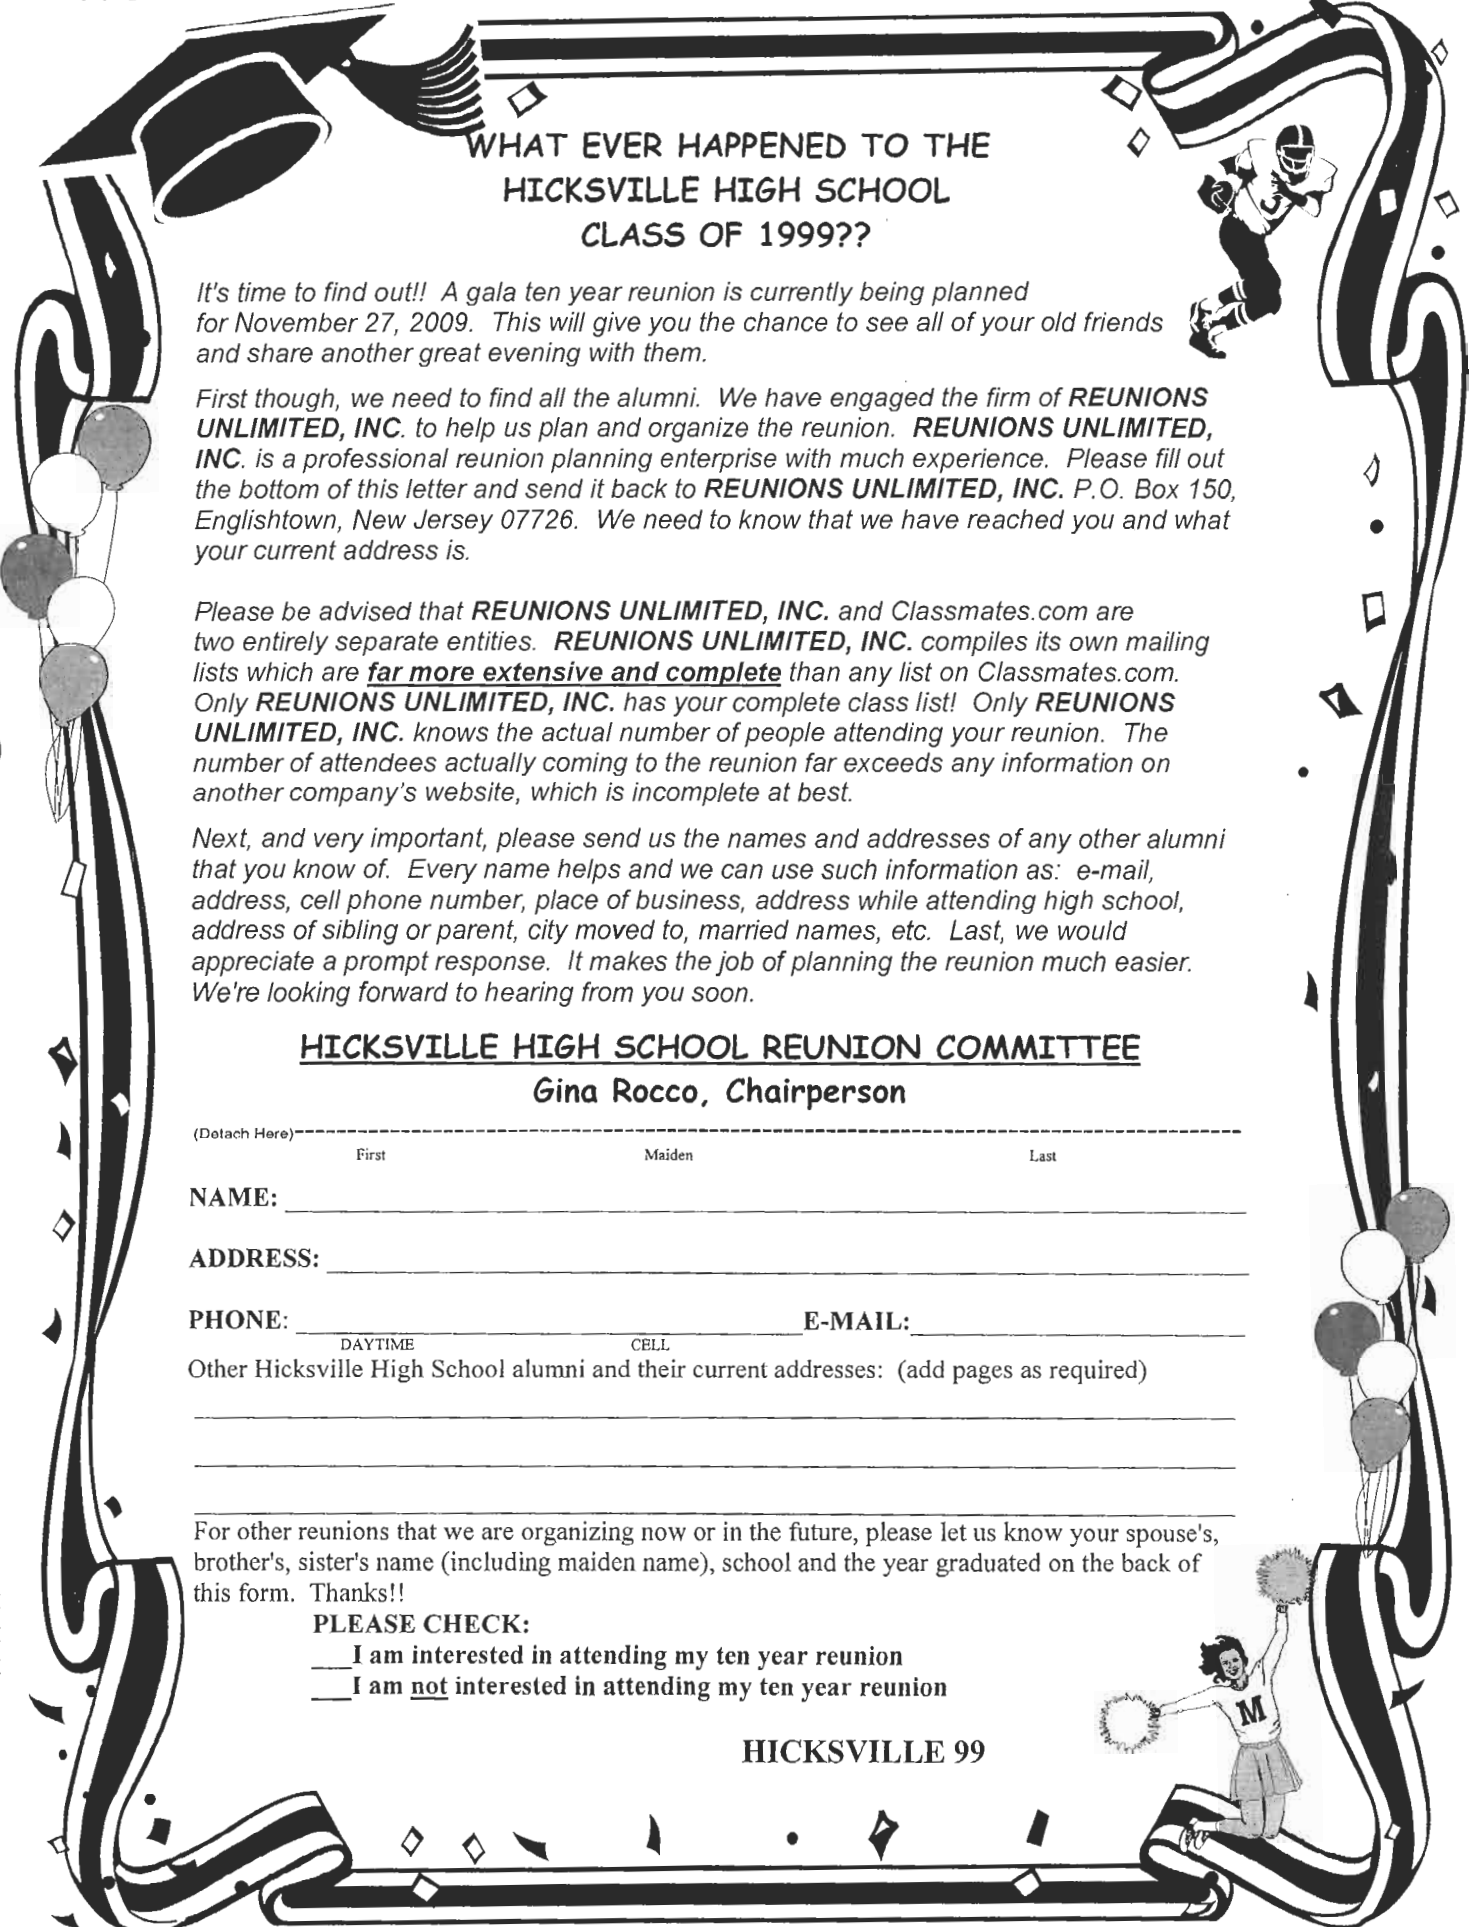 WHAT EVER HAPPENED TO THE
HICKSVILLE HIGH SCHOOL
CLASS OF 1999??
It's time to find out!! A gala ten year reunion is currently being planned
for November 27, 2009. This will give you the chance to see all of your old friends
and share another great evening with them.
First though, we need to find all the alumni. We have engaged the firm of REUNIONS
UNLIMITED, INC. to help us plan and organize the reunion. REUNIONS UNLIMITED,
INC. is a professional reunion planning enterprise with much experience. Please fill out
the bottom of this letter and send it back to REUNIONS UNLIMITED, INC. P.O. Box 150,
Englishtown, New Jersey 07726. We need to know that we have reached you and what
your current address is.
Please be advised that REUNIONS UNLIMITED, INC. and Classmates.com are
two entirely separate entities. REUNIONS UNLIMITED, INC. compiles its own mailing
lists which are far more extensive and complete than any list on Classmates.com.
Only REUNIONS UNLIMITED, INC. has your complete class list! Only REUNIONS
UNLIMITED, INC. knows the actual number of people attending your reunion. The
number of attendees actually coming to the reunion far exceeds any information on
another company's website, which is incomplete at best.
Next, and very important, please send us the names and addresses of any other alumni
that you know of. Every name helps and we can use such information as: e-mail,
address, cell phone number, place of business, address while attending high school,
address of sibling or parent, city moved to, married names, etc. Last, we would
appreciate a prompt response. It makes the job of planning the reunion much easier.
We're looking forward to hearing from you soon.
HICKSVILLE HIGH SCHOOL REUNION COMMITTEE
Gina Rocco, Chairperson
(Detach Here)
First Maiden Last
NAME:
ADDRESS:
PHONE: E-MAIL:
DAYTIME CELL
Other Hicksville High School alumni and their current addresses: (add pages as required)
For other reunions that we are organizing now or in the future, please let us know your spouse's,
brother's, sister's name (including maiden name), school and the year graduated on the back of
this form. Thanks!!
PLEASE CHECK:
___I am interested in attending my ten year reunion
___I am not interested in attending my ten year reunion
M
HICKSVILLE 99